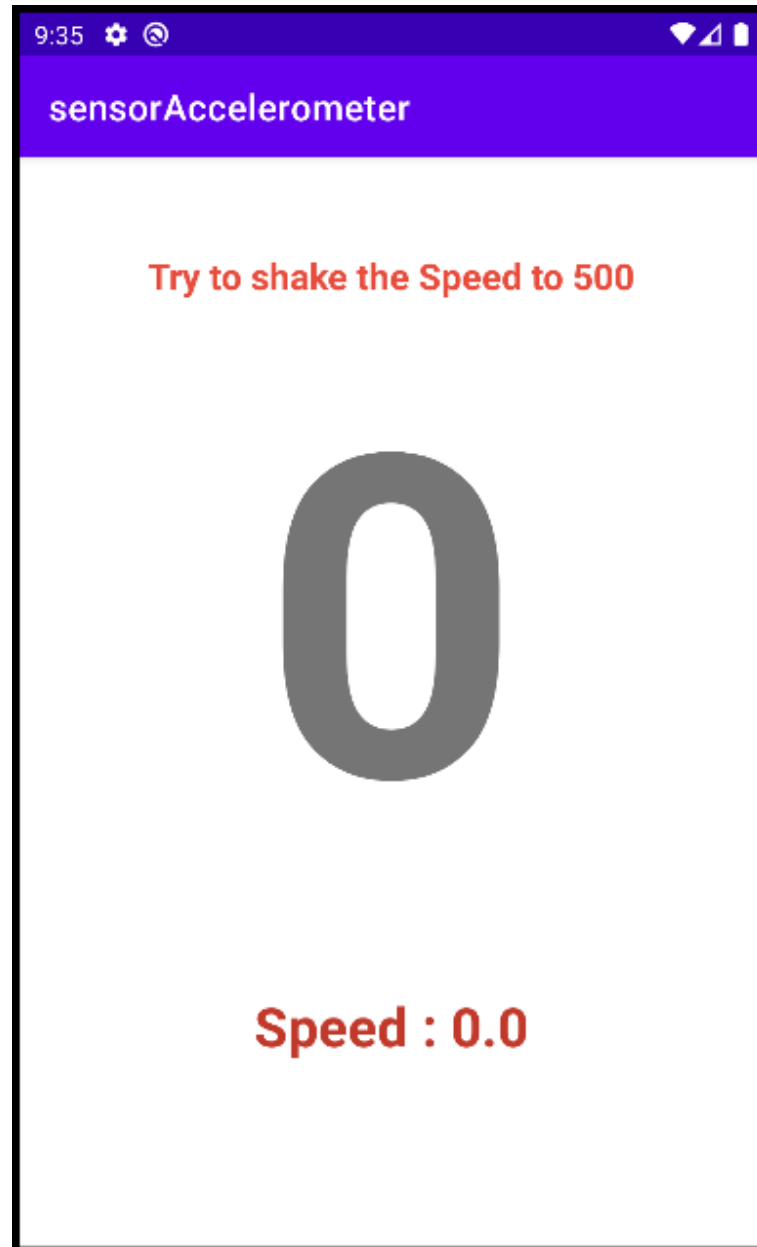 9:35
sensorAccelerometer
Try to shake the Speed to 500
0
Speed : 0.0